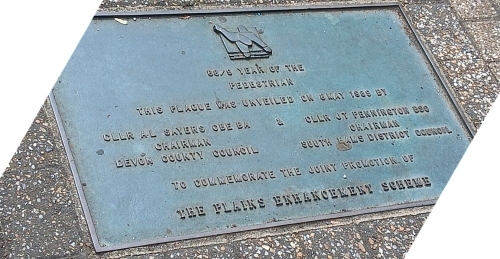 88/9 YEAR OF THE
PEDESTRIAN
THIS PLAQUE WAS UNVEILED ON 8 MAY 1989 BY
CLLR A L SAYERS OBE BA & CLLR JT PENNINGTON BSC
CHAIRMAN CHAIRMAN
DEVON COUNTY COUNCIL SOUTH HAMS DISTRICT COUNCIL
TO COMMEMORATE THE JOINT PROMOTION OF
THE PLAINS ENHANCEMENT SCHEME